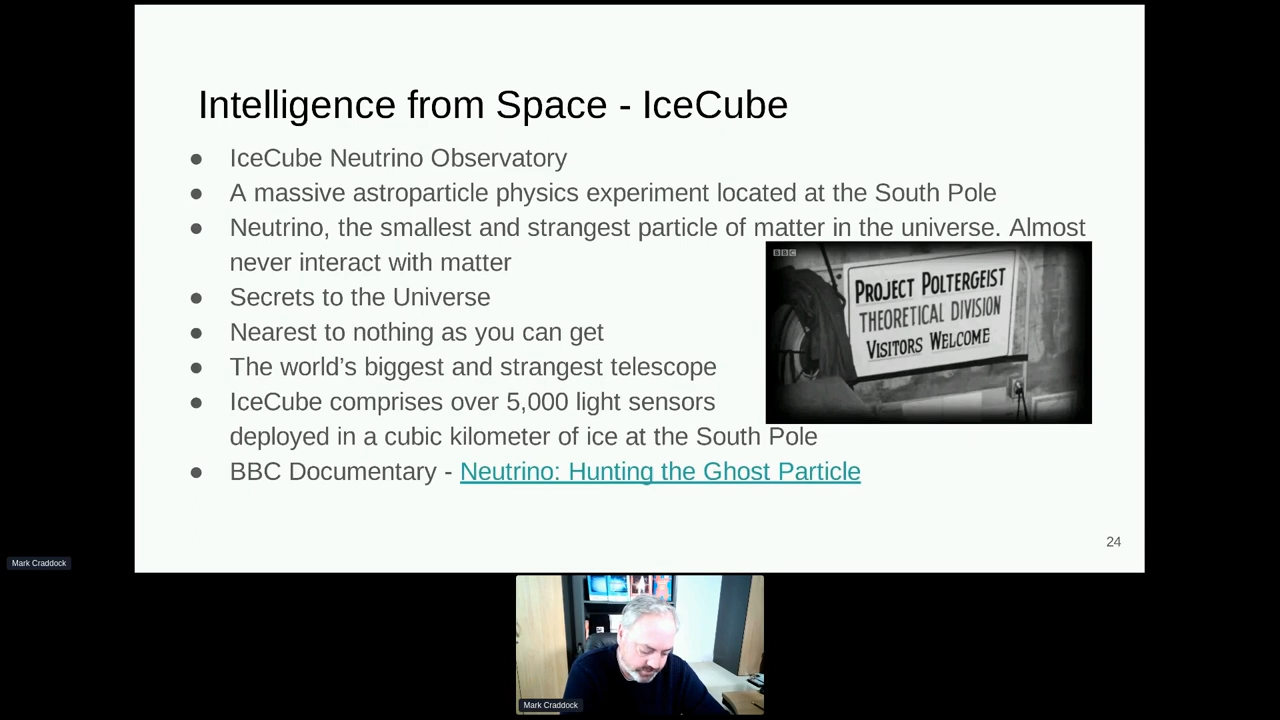 Intelligence from Space - IceCube
● IceCube Neutrino Observatory
● A massive astroparticle physics experiment located at the South Pole
● Neutrino, the smallest and strangest particle of matter in the universe. Almost
never interact with matter
● Secrets to the Universe
● Nearest to nothing as you can get
● The world’s biggest and strangest telescope
● IceCube comprises over 5,000 light sensors
deployed in a cubic kilometer of ice at the South Pole
● BBC Documentary - Neutrino: Hunting the Ghost Particle
BBC
PROJECT POLTERGEIST
THEORETICAL DIVISION
VISITORS WELCOME
24
Mark Craddock
Mark Craddock